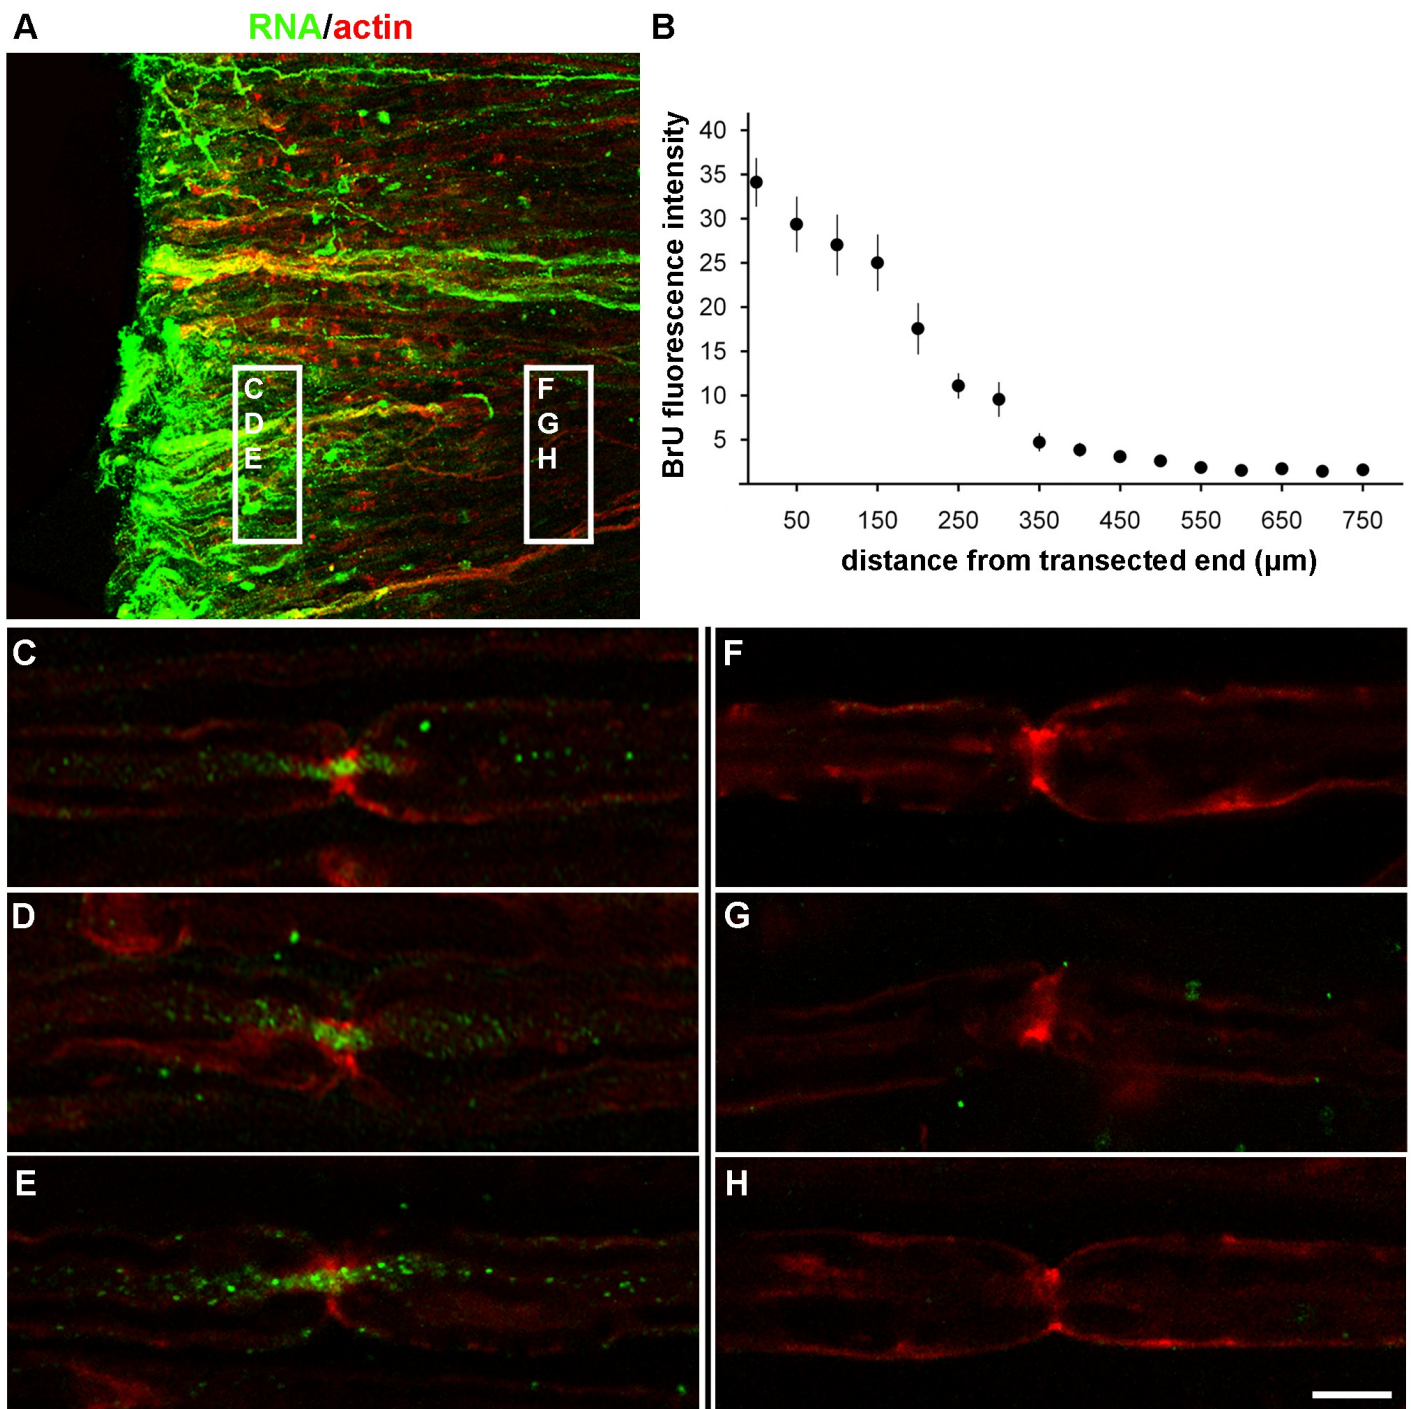 A
RNA/actin
B
BrU fluorescence intensity
40
35
30
25
20
15
10
5
50 150 250 350 450 550 650 750
distance from transected end (µm)
C
D
E
F
G
H
C
F
D
G
E
H